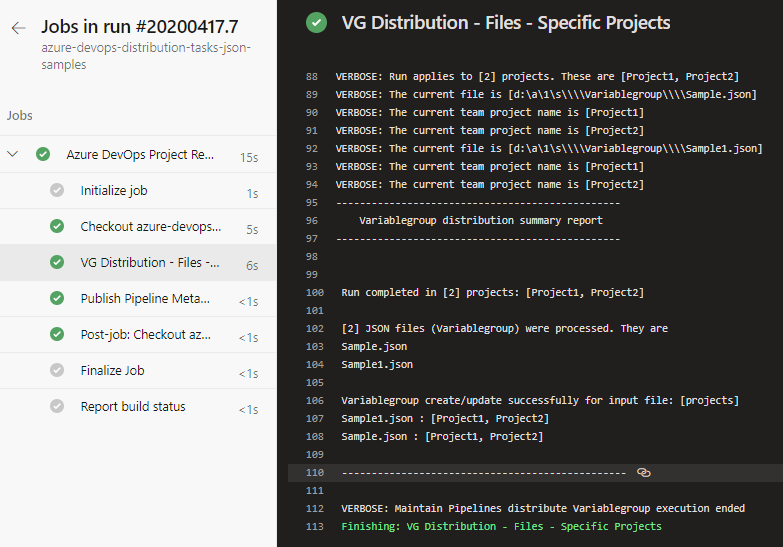 Jobs in run #20200417.7
azure-devops-distribution-tasks-json-
samples
Jobs
Azure DevOps Project Re... 15s
Initialize job 1s
Checkout azure-devops... 5s
VG Distribution - Files -... 6s
Publish Pipeline Meta... <1s
Post-job: Checkout az... <1s
Finalize Job <1s
Report build status <1s
VG Distribution - Files - Specific Projects
88 VERBOSE: Run applies to [2] projects. These are [Project1, Project2]
89 VERBOSE: The current file is [d:\a\1\s\\\\Variablegroup\\\\Sample.json]
90 VERBOSE: The current team project name is [Project1]
91 VERBOSE: The current team project name is [Project2]
92 VERBOSE: The current file is [d:\a\1\s\\\\Variablegroup\\\\Sample1.json]
93 VERBOSE: The current team project name is [Project1]
94 VERBOSE: The current team project name is [Project2]
95 ------------------------------------------------
96 Variablegroup distribution summary report
97 ------------------------------------------------
98
99
100 Run completed in [2] projects: [Project1, Project2]
101
102 [2] JSON files (Variablegroup) were processed. They are
103 Sample.json
104 Sample1.json
105
106 Variablegroup create/update successfully for input file: [projects]
107 Sample1.json : [Project1, Project2]
108 Sample.json : [Project1, Project2]
109
110 ------------------------------------------------
111
112 VERBOSE: Maintain Pipelines distribute Variablegroup execution ended
113 Finishing: VG Distribution - Files - Specific Projects